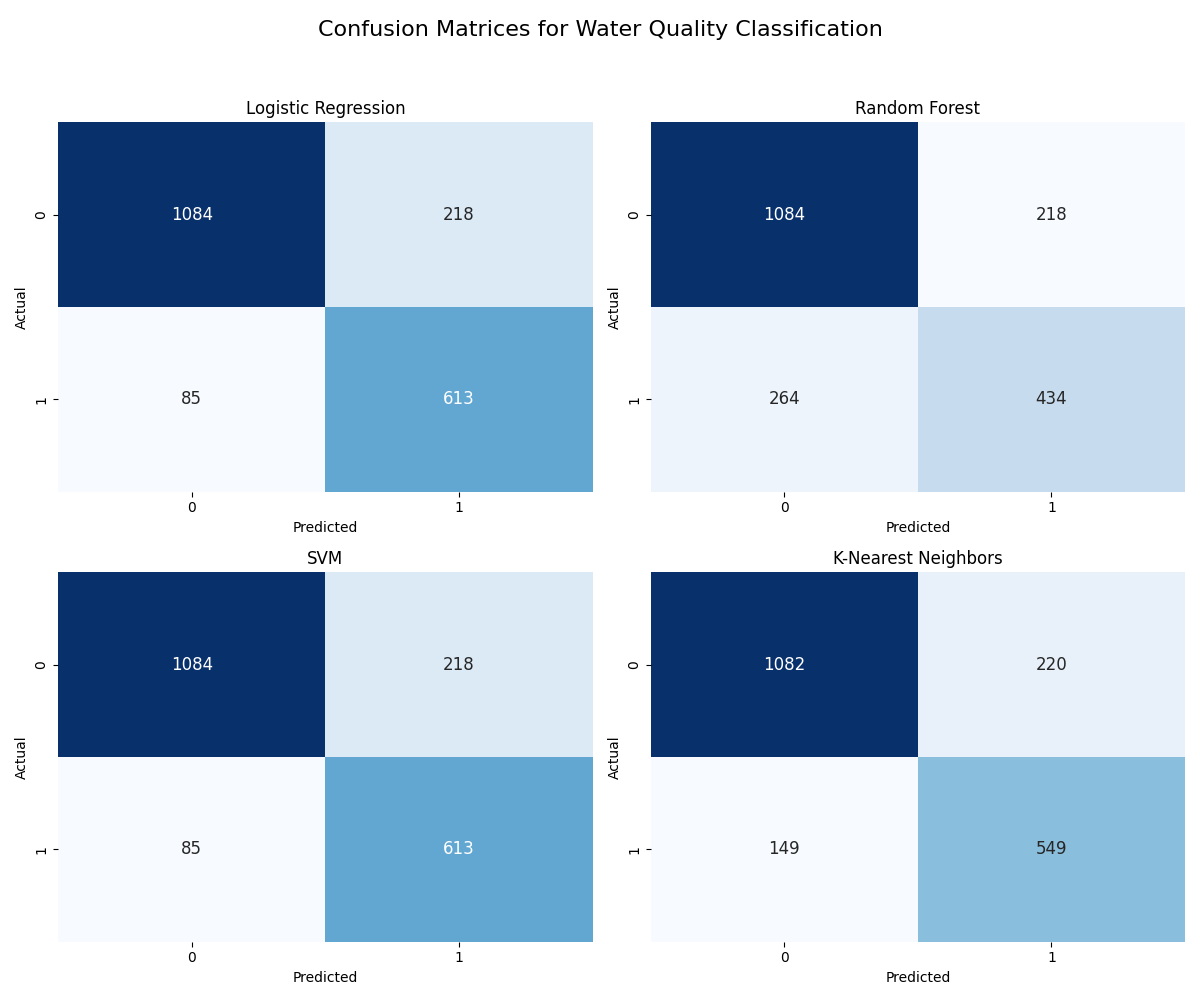 Confusion Matrices for Water Quality Classification
Logistic Regression
0
1084
218
Actual
1
85
613
0
1
Predicted
Random Forest
0
1084
218
Actual
1
264
434
0
1
Predicted
SVM
0
1084
218
Actual
1
85
613
0
1
Predicted
K-Nearest Neighbors
0
1082
220
Actual
1
149
549
0
1
Predicted